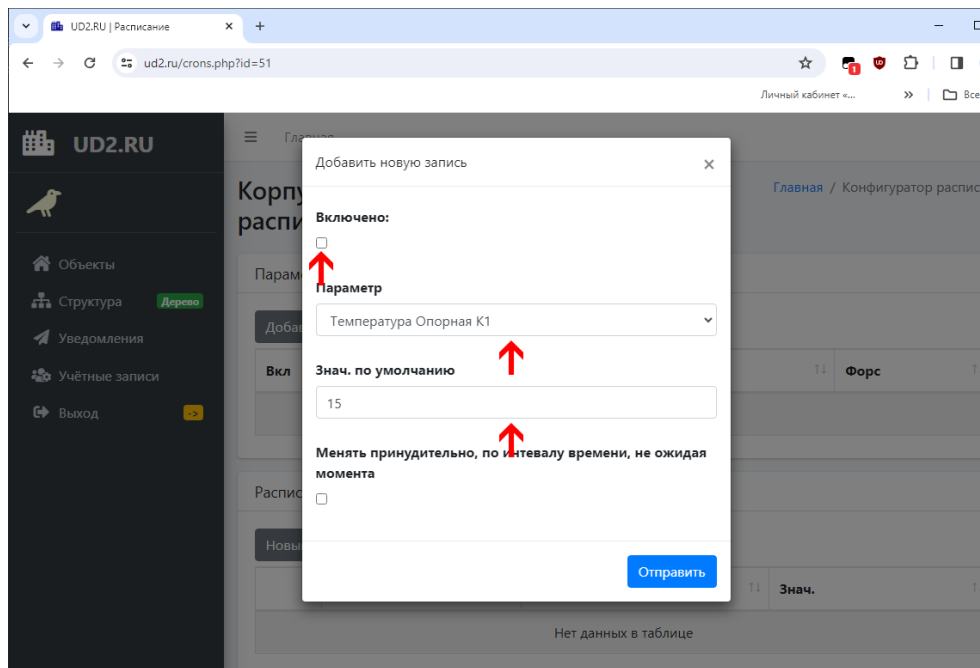 UD2.RU | Расписание
ud2.ru/crons.php?id=51
1
Личный кабинет «...
»
Все
UD2.RU
Объекты
Структура
Дерево
Уведомления
Учётные записи
Выход
->
Главная
Корпу
распи
Главная / Конфигуратор распис
Парам
Добав
Вкл
Форс
Распис
Новы
Знач.
Нет данных в таблице
Добавить новую запись
×
Включено:
Параметр
Температура Опорная К1
Знач. по умолчанию
15
Менять принудительно, по интевалу времени, не ожидая
момента
Отправить